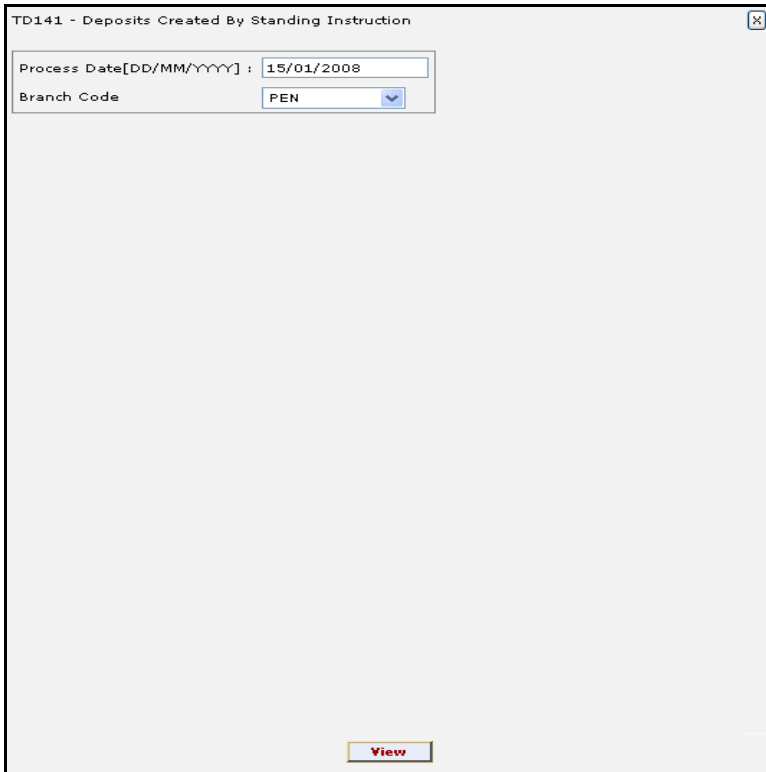 TD141 - Deposits Created By Standing Instruction
Process Date[DD/MM/YYYY] : 15/01/2008
Branch Code PEN
View